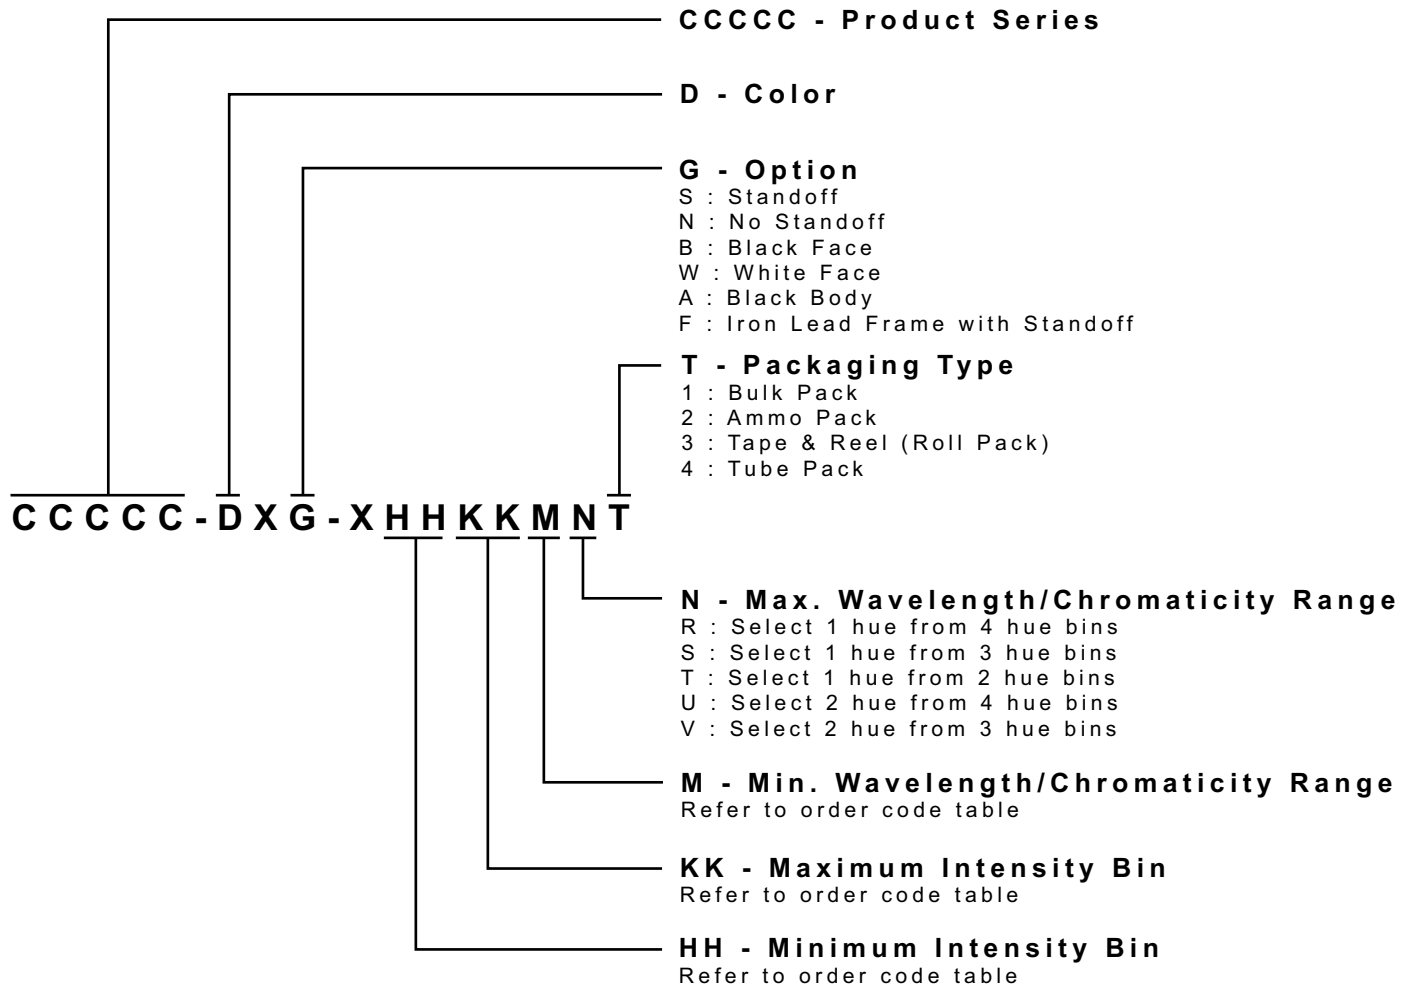 CCCCC - Product Series
D - Color
G - Option
S : Standoff
N : No Standoff
B : Black Face
W : White Face
A : Black Body
F : Iron Lead Frame with Standoff
T - Packaging Type
1 : Bulk Pack
2 : Ammo Pack
3 : Tape & Reel (Roll Pack)
4 : Tube Pack
CCCCC-DXG-XHHKKMNT
N - Max. Wavelength/Chromaticity Range
R : Select 1 hue from 4 hue bins
S : Select 1 hue from 3 hue bins
T : Select 1 hue from 2 hue bins
U : Select 2 hue from 4 hue bins
V : Select 2 hue from 3 hue bins
M - Min. Wavelength/Chromaticity Range
Refer to order code table
KK - Maximum Intensity Bin
Refer to order code table
HH - Minimum Intensity Bin
Refer to order code table